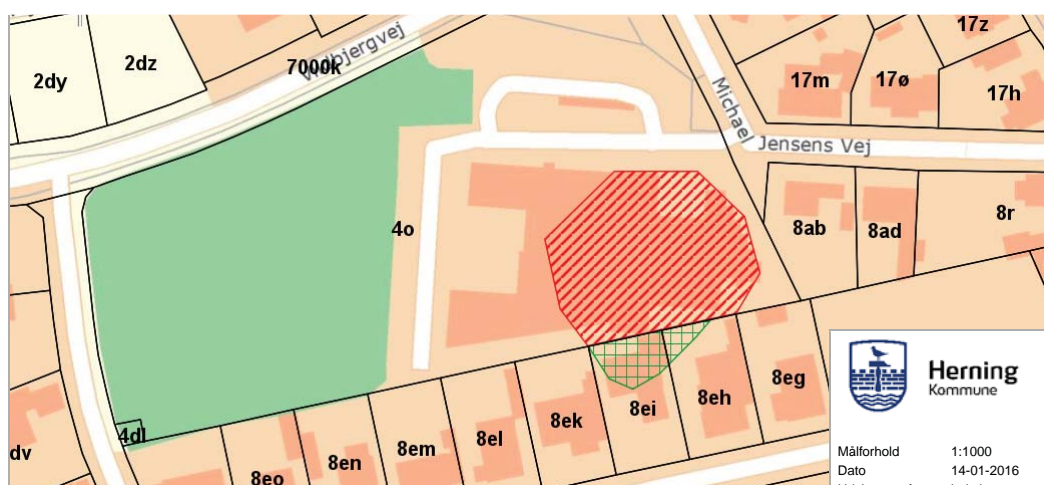 17z
2dz
2dy
7000k
Vildbjergvej
17m
17ø
17h
Michael Jensens Vej
4o
8ab
8ad
8r
8eg
8eh
8ei
8ek
8el
8em
8en
8eo
4dl
dv
Herning
Kommune
Målforhold 1:1000
Dato 14-01-2016